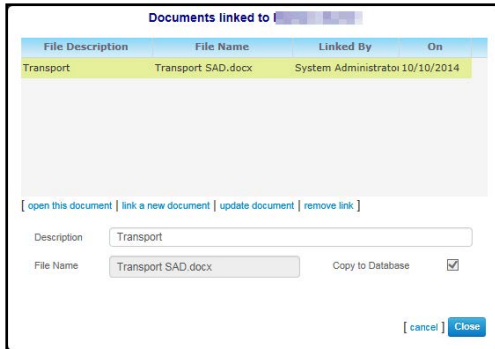 Documents linked to
File Description File Name Linked By On
Transport Transport SAD.docx System Administrator 10/10/2014
[ open this document | link a new document | update document | remove link ]
Description Transport
File Name Transport SAD.docx Copy to Database
[ cancel ] Close